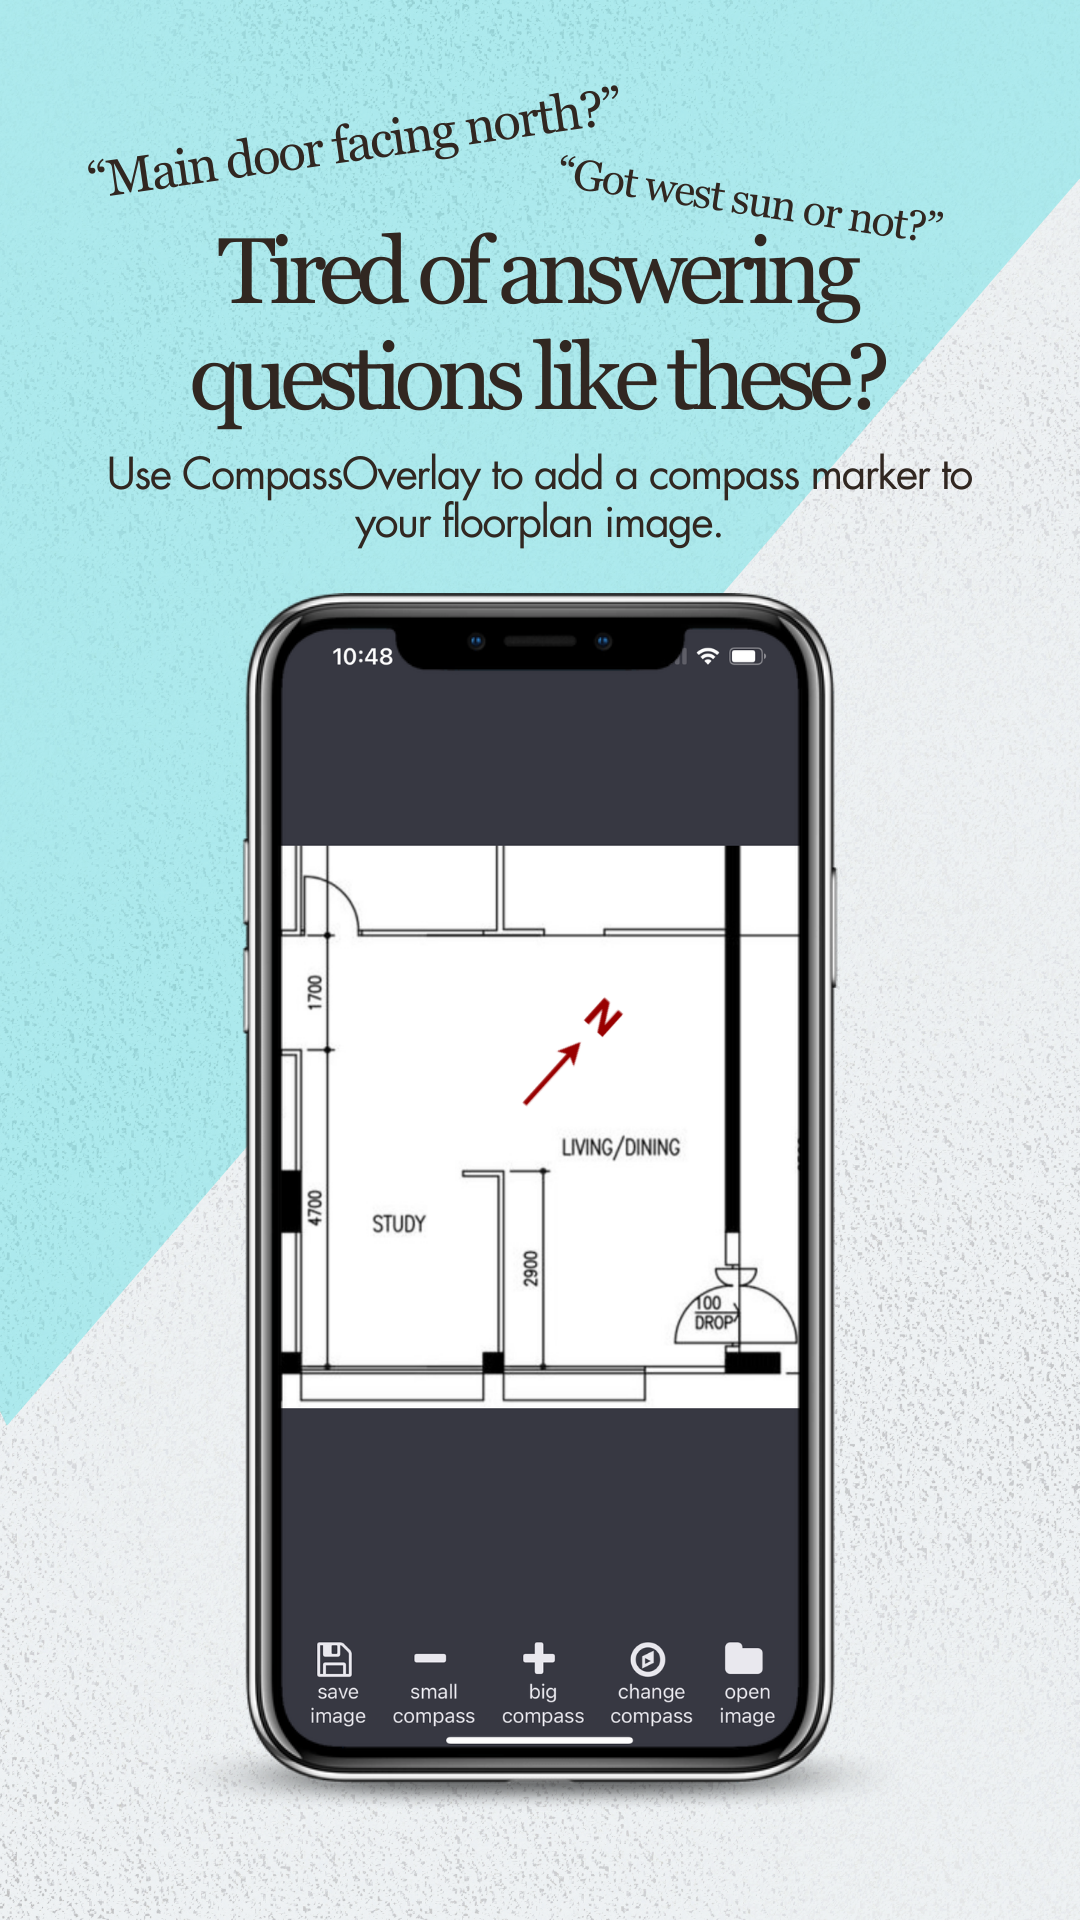 “Main door facing north?”
“Got west sun or not?”
Tired of answering
questions like these?
Use CompassOverlay to add a compass marker to
your floorplan image.
10:48
1700
N
LIVING/DINING
4700
STUDY
2900
100
DROP
save
image
small
compass
big
compass
change
compass
open
image